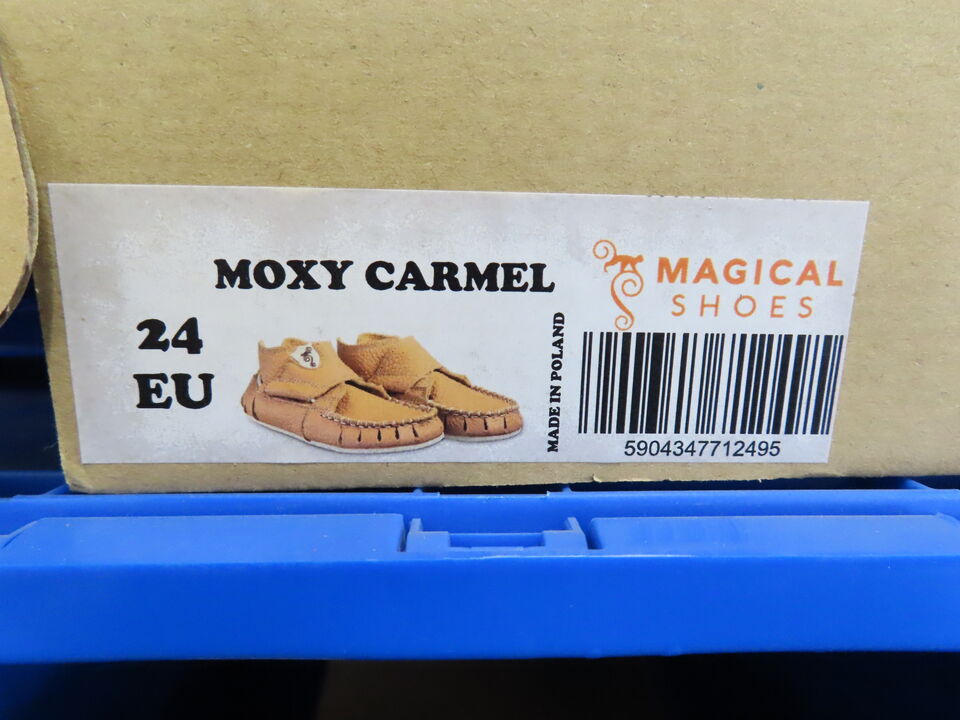 MOXY CARMEL
24
EU
MADE IN POLAND
MAGICAL
SHOES
5904347712495